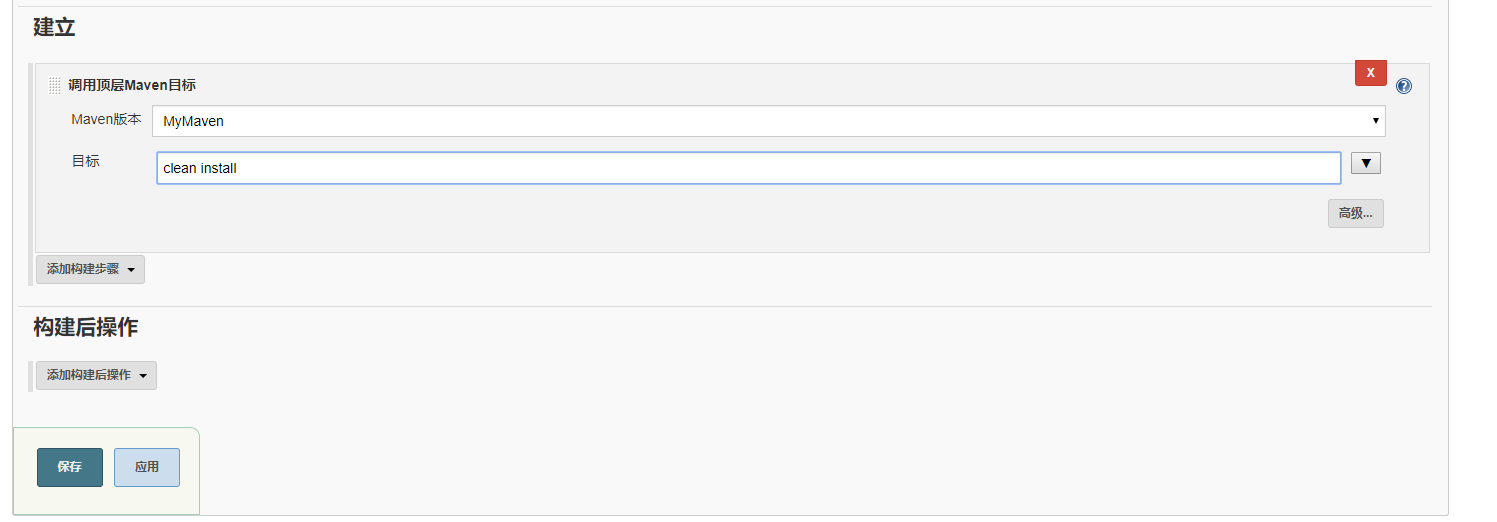 建立
调用顶层Maven目标
X
?
Maven版本
MyMaven
目标
clean install
高级...
添加构建步骤
构建后操作
添加构建后操作
保存
应用